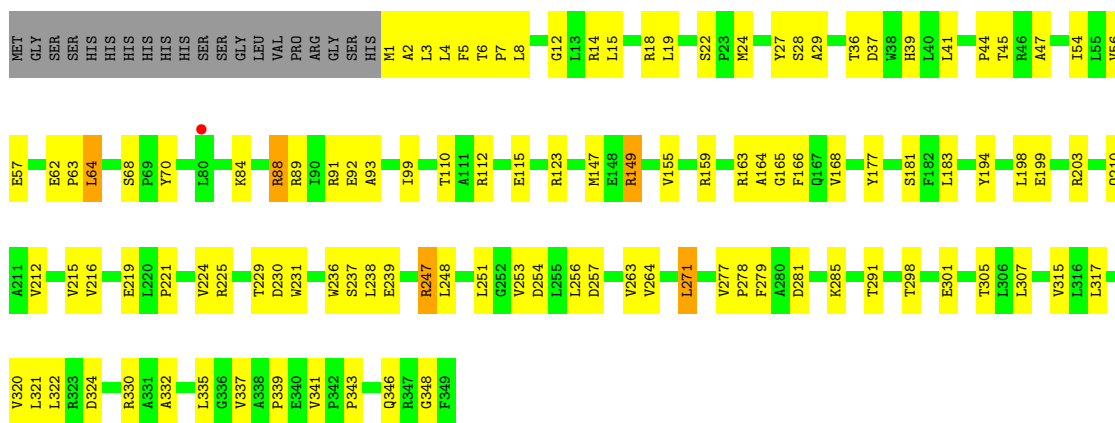 MET GLY SER SER HIS HIS HIS HIS HIS HIS SER SER GLY LEU VAL PRO ARG GLY SER HIS M1 A2 L3 L4 F5 T6 P7 L8 G12 L13 R14 L15 R18 L19 S22 P23 M24 Y27 S28 A29 T36 D37 W38 H39 L40 L41 P44 T45 R46 A47 I54 L55 V56
E57 E62 P63 L64 S68 P69 Y70 L80 K84 R88 R89 I90 R91 E92 A93 I99 T110 A111 R112 E115 R123 M147 E148 R149 V155 R159 R163 A164 G165 F166 Q167 V168 Y177 S181 F182 L183 Y194 L198 E199 R203
A211 V212 V215 V216 E219 L220 P221 V224 R225 T229 D230 W231 W236 S237 L238 E239 R247 L248 L251 G252 V253 D254 L255 L256 D257 V263 V264 L271 V277 P278 F279 A280 D281 K285 T291 T298 E301 T305 L306 L307 V315 L316 L317
V320 L321 L322 R323 D324 R330 A331 A332 L335 G336 V337 A338 P339 E340 V341 P342 P343 Q346 R347 G348 F349